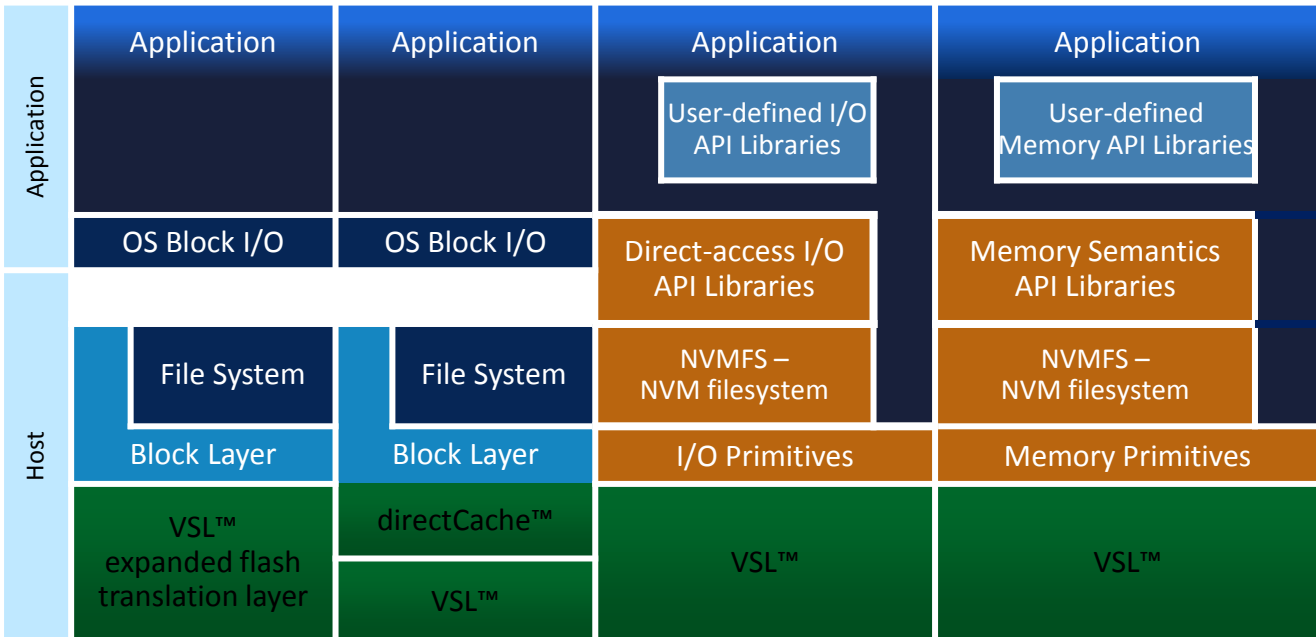 Application
Host
Application
OS Block I/O
File System
Block Layer
VSL™
expanded flash
translation layer
Application
OS Block I/O
File System
Block Layer
directCache™
VSL™
Application
User-defined I/O
API Libraries
Direct-access I/O
API Libraries
NVMFS –
NVM filesystem
I/O Primitives
VSL™
Application
User-defined
Memory API Libraries
Memory Semantics
API Libraries
NVMFS –
NVM filesystem
Memory Primitives
VSL™